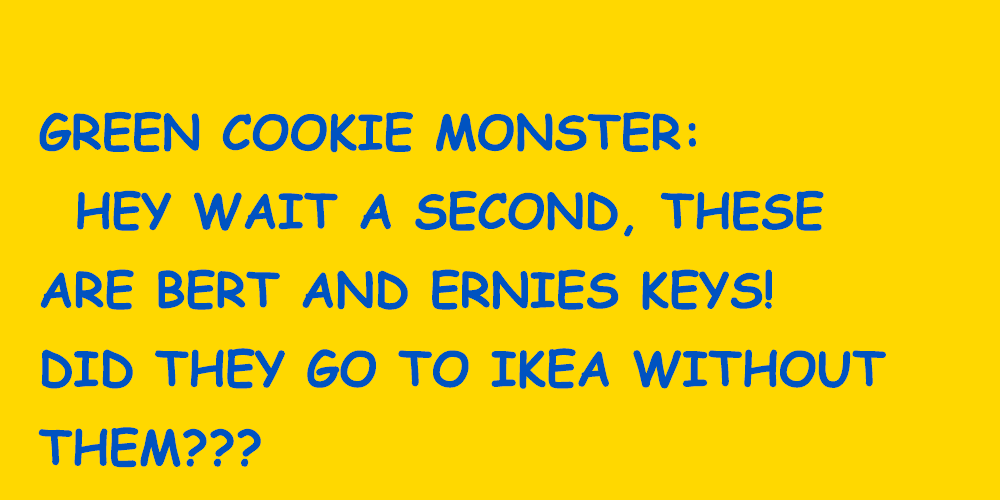 GREEN COOKIE MONSTER:
HEY WAIT A SECOND, THESE
ARE BERT AND ERNIES KEYS!
DID THEY GO TO IKEA WITHOUT
THEM???